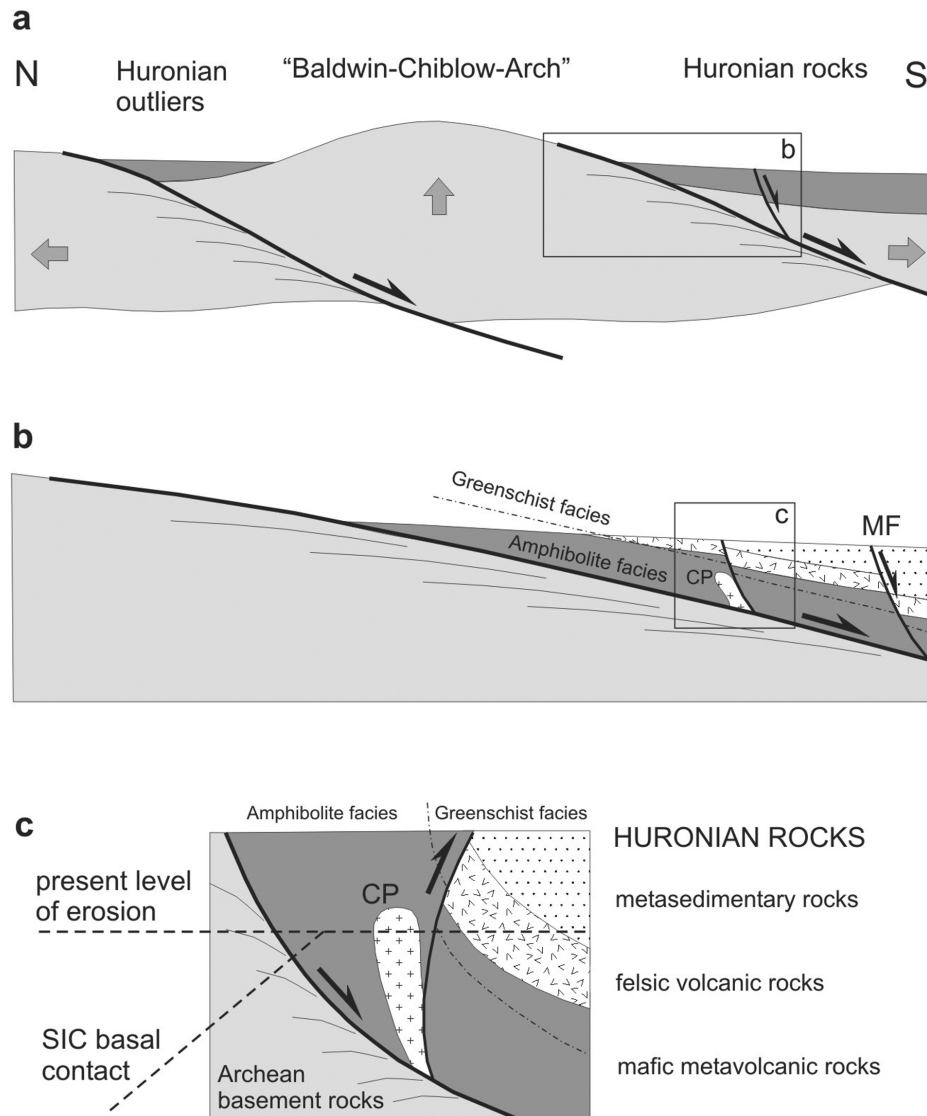 a
N
Huronian
outliers
“Baldwin-Chiblow-Arch”
Huronian rocks
S
b
b
Greenschist facies
Amphibolite facies
CP
c
MF
c
Amphibolite facies
Greenschist facies
HURONIAN ROCKS
present level
of erosion
CP
metasedimentary rocks
felsic volcanic rocks
SIC basal
contact
Archean
basement rocks
mafic metavolcanic rocks